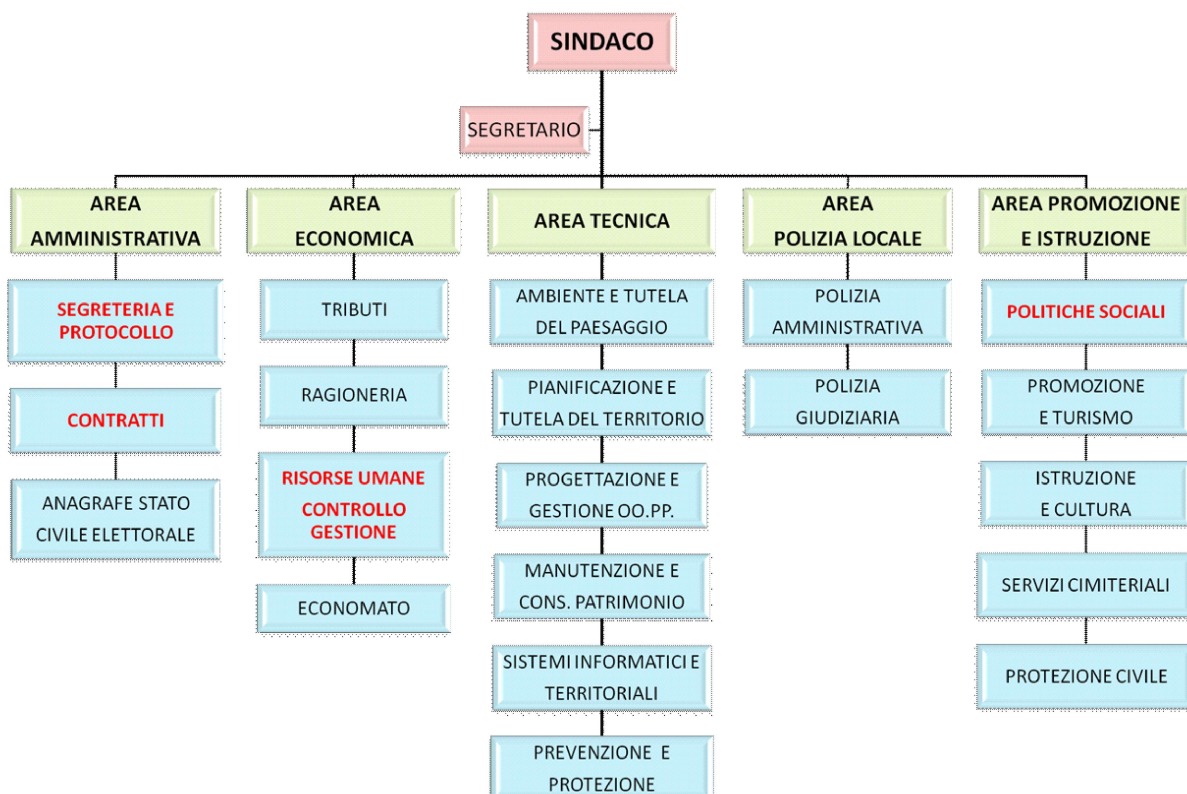 SINDACO
SEGRETARIO
AREA
AMMINISTRATIVA
SEGRETERIA E
PROTOCOLLO
CONTRATTI
ANAGRAFE STATO
CIVILE ELETTORALE
AREA
ECONOMICA
TRIBUTI
RAGIONERIA
RISORSE UMANE
CONTROLLO
GESTIONE
ECONOMATO
AREA TECNICA
AMBIENTE E TUTELA
DEL PAESAGGIO
PIANIFICAZIONE E
TUTELA DEL TERRITORIO
PROGETTAZIONE E
GESTIONE OO.PP.
MANUTENZIONE E
CONS. PATRIMONIO
SISTEMI INFORMATICI E
TERRITORIALI
PREVENZIONE E
PROTEZIONE
AREA
POLIZIA LOCALE
POLIZIA
AMMINISTRATIVA
POLIZIA
GIUDIZIARIA
AREA PROMOZIONE
E ISTRUZIONE
POLITICHE SOCIALI
PROMOZIONE
E TURISMO
ISTRUZIONE
E CULTURA
SERVIZI CIMITERIALI
PROTEZIONE CIVILE